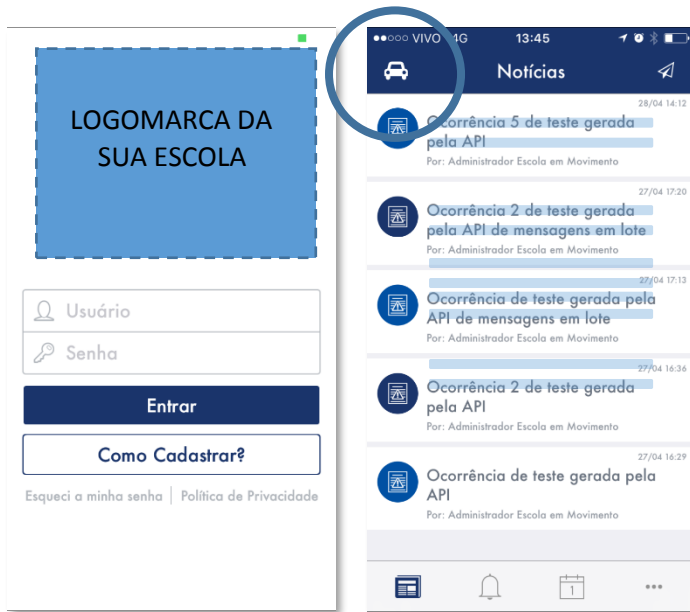 LOGOMARCA DA
SUA ESCOLA
Usuário
Senha
Entrar
Como Cadastrar?
Esqueci a minha senha | Política de Privacidade
VIVO 4G 13:45
Notícias
28/04 14:12
Ocorrência 5 de teste gerada
pela API
Por: Administrador Escola em Movimento
27/04 17:20
Ocorrência 2 de teste gerada
pela API de mensagens em lote
Por: Administrador Escola em Movimento
27/04 17:13
Ocorrência de teste gerada pela
API de mensagens em lote
Por: Administrador Escola em Movimento
27/04 16:36
Ocorrência 2 de teste gerada
pela API
Por: Administrador Escola em Movimento
27/04 16:29
Ocorrência de teste gerada pela
API
Por: Administrador Escola em Movimento
1